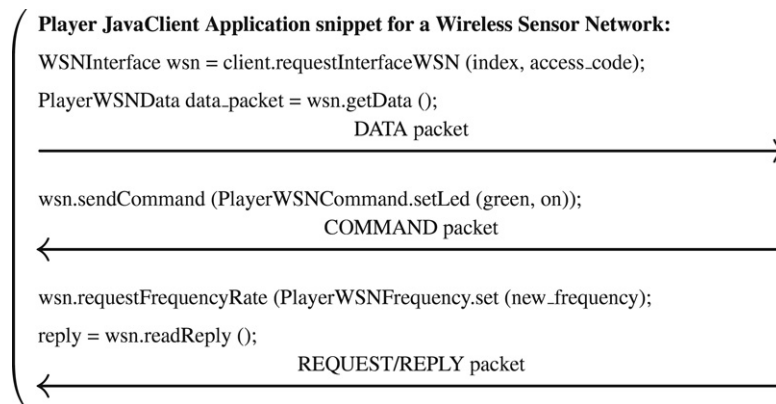 Player JavaClient Application snippet for a Wireless Sensor Network:
WSNInterface wsn = client.requestInterfaceWSN (index, access_code);
PlayerWSNData data_packet = wsn.getData ();
DATA packet
wsn.sendCommand (PlayerWSNCommand.setLed (green, on));
COMMAND packet
wsn.requestFrequencyRate (PlayerWSNFrequency.set (new_frequency);
reply = wsn.readReply ();
REQUEST/REPLY packet